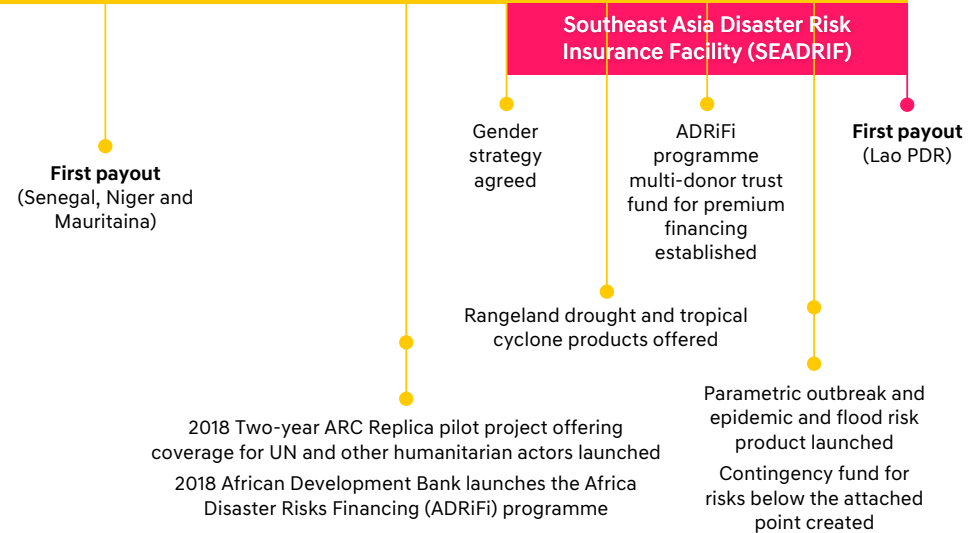 Southeast Asia Disaster Risk
Insurance Facility (SEADRIF)
First payout
(Senegal, Niger and
Mauritaina)
Gender
strategy
agreed
ADRiFi
programme
multi-donor trust
fund for premium
financing
established
First payout
(Lao PDR)
Rangeland drought and tropical
cyclone products offered
2018 Two-year ARC Replica pilot project offering
coverage for UN and other humanitarian actors launched
2018 African Development Bank launches the Africa
Disaster Risks Financing (ADRiFi) programme
Parametric outbreak and
epidemic and flood risk
product launched
Contingency fund for
risks below the attached
point created